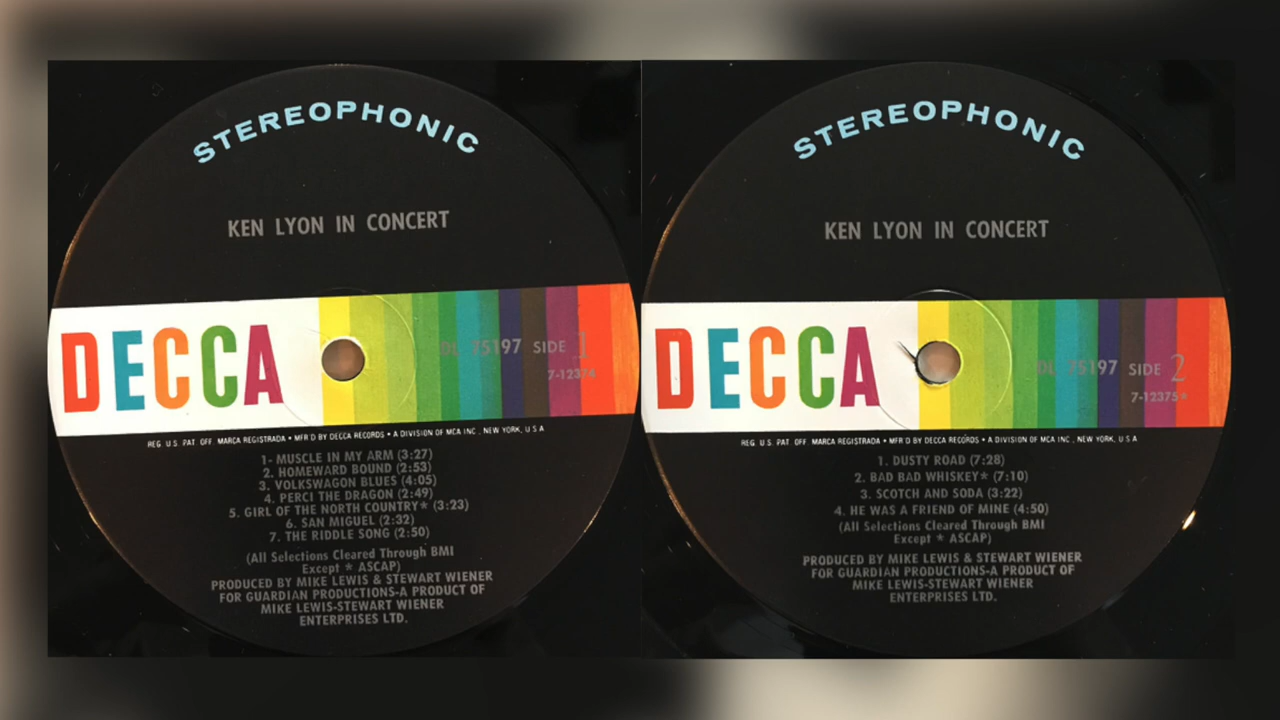 STEREOPHONIC
KEN LYON IN CONCERT
DECCA
DL 75197 SIDE 1
7-12374
REG. U.S. PAT. OFF. MARCA REGISTRADA • MFR'D BY DECCA RECORDS • A DIVISION OF MCA INC., NEW YORK, U.S.A
1- MUSCLE IN MY ARM (3:27)
2. HOMEWARD BOUND (2:53)
3. VOLKSWAGON BLUES (4:05)
4. PERCI THE DRAGON (2:49)
5. GIRL OF THE NORTH COUNTRY* (3:23)
6. SAN MIGUEL (2:32)
7. THE RIDDLE SONG (2:50)
(All Selections Cleared Through BMI
Except * ASCAP)
PRODUCED BY MIKE LEWIS & STEWART WIENER
FOR GUARDIAN PRODUCTIONS-A PRODUCT OF
MIKE LEWIS-STEWART WIENER
ENTERPRISES LTD.
STEREOPHONIC
KEN LYON IN CONCERT
DECCA
DL 75197 SIDE 2
7-12375*
REG. U.S. PAT. OFF. MARCA REGISTRADA • MFR'D BY DECCA RECORDS • A DIVISION OF MCA INC., NEW YORK, U.S.A
1. DUSTY ROAD (7:28)
2. BAD BAD WHISKEY* (7:10)
3. SCOTCH AND SODA (3:22)
4. HE WAS A FRIEND OF MINE (4:50)
(All Selections Cleared Through BMI
Except * ASCAP)
PRODUCED BY MIKE LEWIS & STEWART WIENER
FOR GUARDIAN PRODUCTIONS-A PRODUCT OF
MIKE LEWIS-STEWART WIENER
ENTERPRISES LTD.